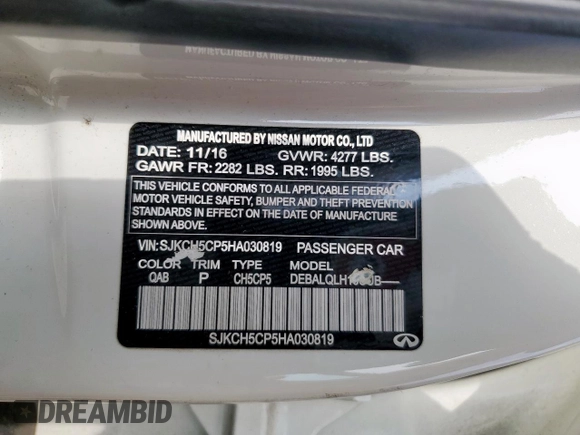 MANUFACTURED BY NISSAN MOTOR CO., LTD
DATE: 11/16 GVWR: 4277 LBS.
GAWR FR: 2282 LBS. RR: 1995 LBS.
THIS VEHICLE CONFORMS TO ALL APPLICABLE FEDERAL
MOTOR VEHICLE SAFETY, BUMPER AND THEFT PREVENTION
STANDARDS IN EFFECT ON THE DATE OF MANUFACTURE
SHOWN ABOVE.
VIN: SJKCH5CP5HA030819 PASSENGER CAR
COLOR TRIM TYPE MODEL
QAB P CH5CP5
SJKCH5CP5HA030819
DREAMBID